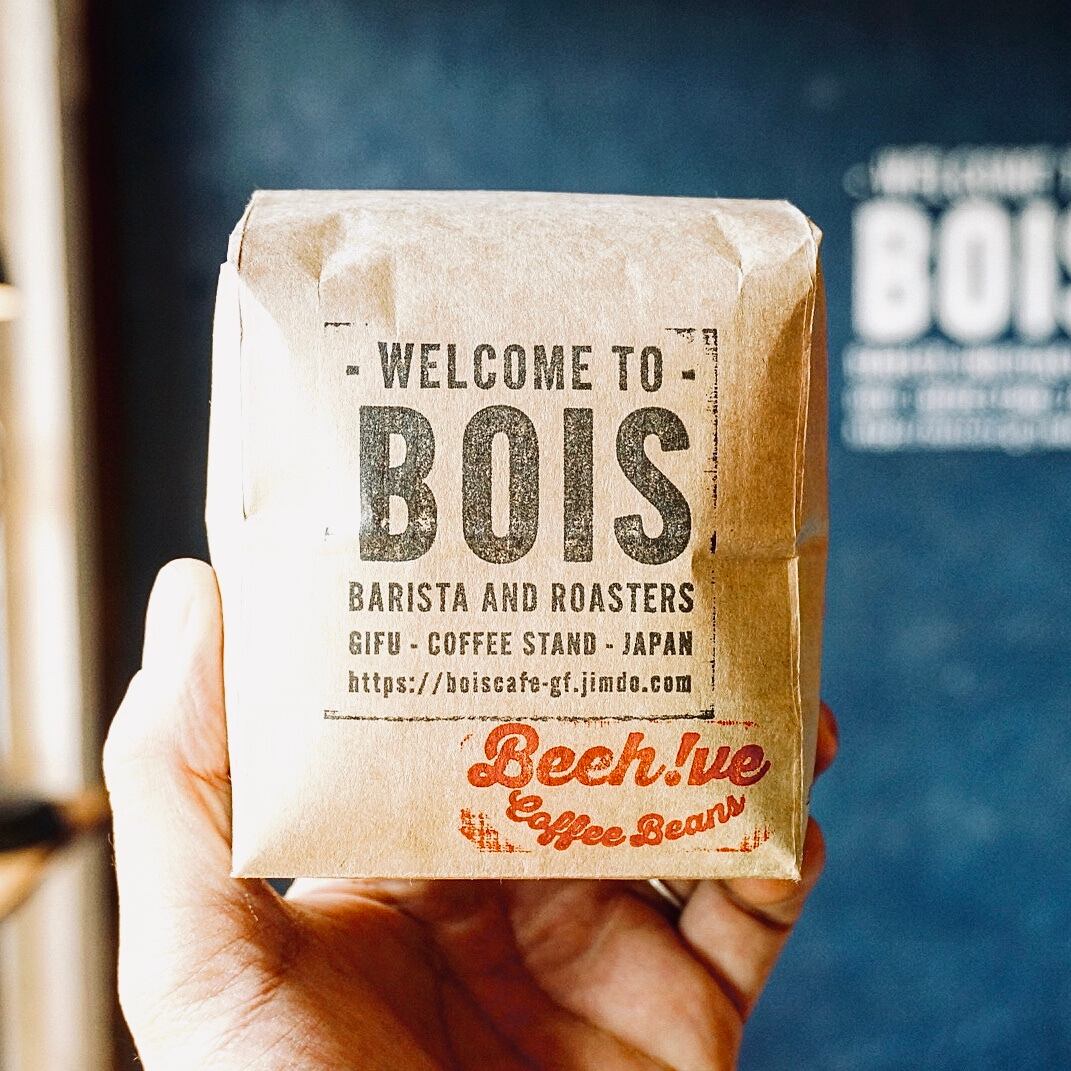 - WELCOME TO -
BOIS
BARISTA AND ROASTERS
GIFU - COFFEE STAND - JAPAN
https://boiscafe-gf.jimdo.com
Beeh!ve
Coffee Beans
WELCOME
BOIS